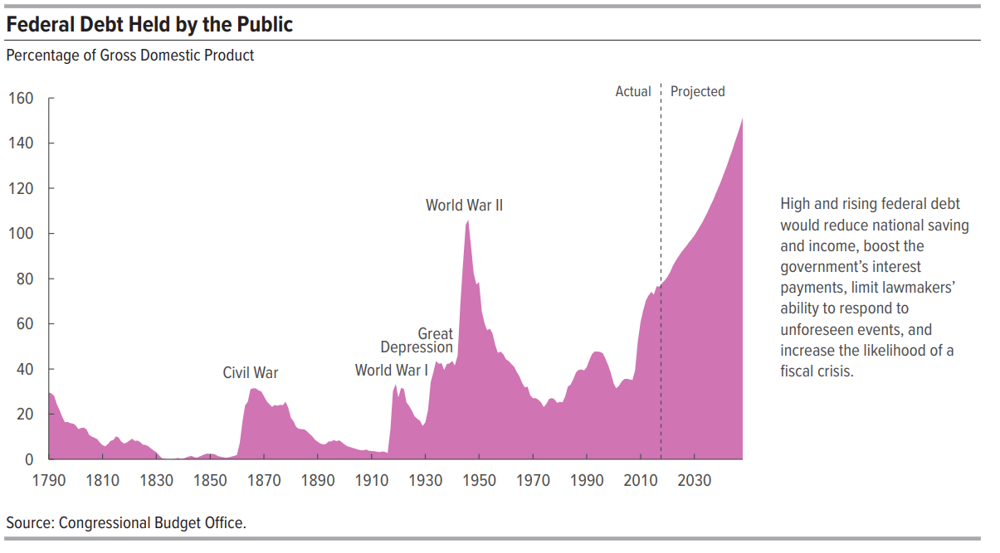 Federal Debt Held by the Public
Percentage of Gross Domestic Product
160
Actual
Projected
140
120
100
80
60
40
20
0
World War II
Great
Depression
World War I
Civil War
1790
1810
1830
1850
1870
1890
1910
1930
1950
1970
1990
2010
2030
High and rising federal debt
would reduce national saving
and income, boost the
government’s interest
payments, limit lawmakers’
ability to respond to
unforeseen events, and
increase the likelihood of a
fiscal crisis.
Source: Congressional Budget Office.